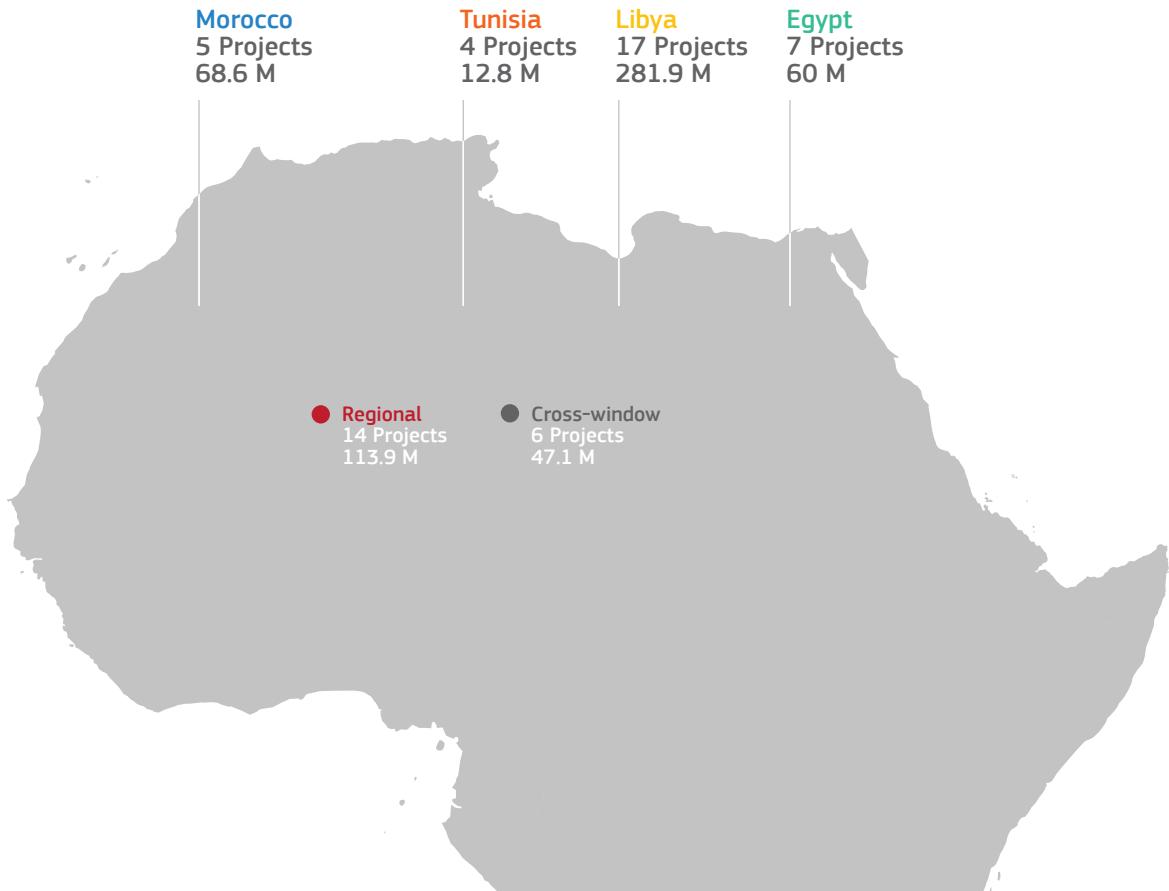 Morocco
5 Projects
68.6 M
Tunisia
4 Projects
12.8 M
Libya
17 Projects
281.9 M
Egypt
7 Projects
60 M
Regional
14 Projects
113.9 M
Cross-window
6 Projects
47.1 M